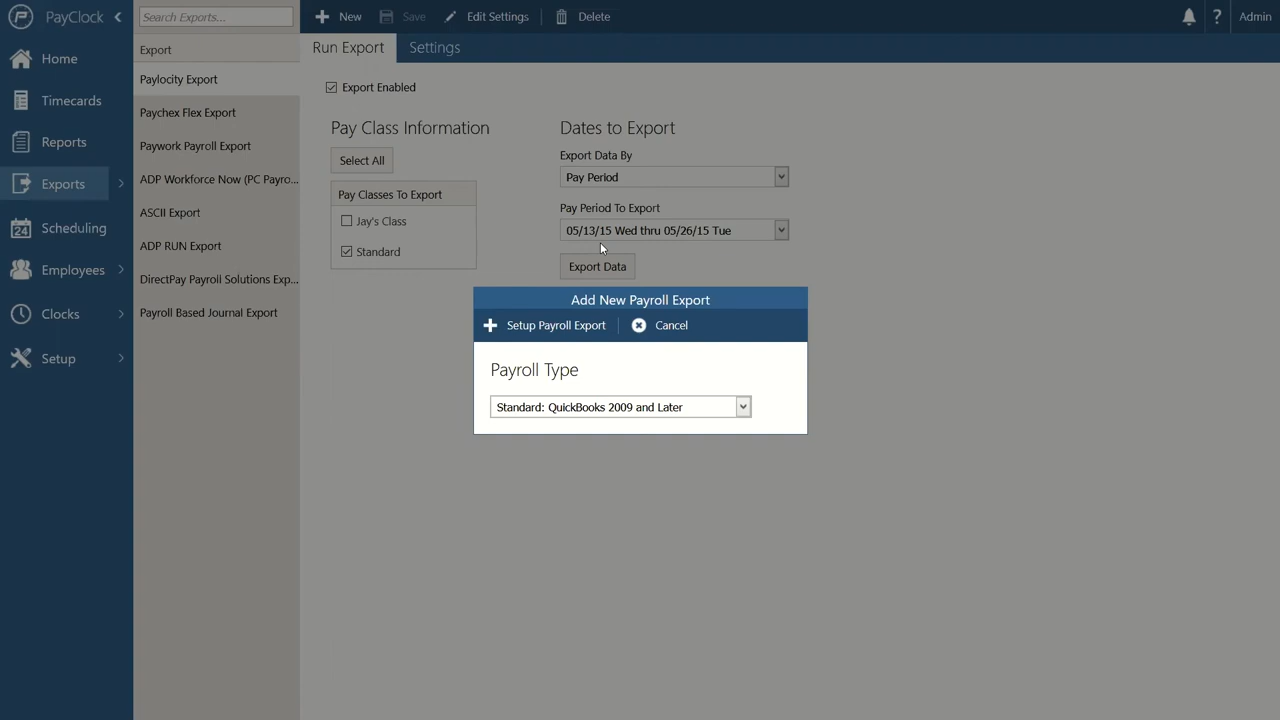 PayClock
Search Exports...
New
Save
Edit Settings
Delete
?
Admin
Home
Timecards
Reports
Exports
24
Scheduling
Employees
Clocks
Setup
Export
Paylocity Export
Paychex Flex Export
Paywork Payroll Export
ADP Workforce Now (PC Payro...
ASCII Export
ADP RUN Export
DirectPay Payroll Solutions Exp...
Payroll Based Journal Export
Run Export
Settings
Export Enabled
Pay Class Information
Select All
Pay Classes To Export
Jay's Class
Standard
Dates to Export
Export Data By
Pay Period
Pay Period To Export
05/13/15 Wed thru 05/26/15 Tue
Export Data
Add New Payroll Export
Setup Payroll Export
Cancel
Payroll Type
Standard: QuickBooks 2009 and Later